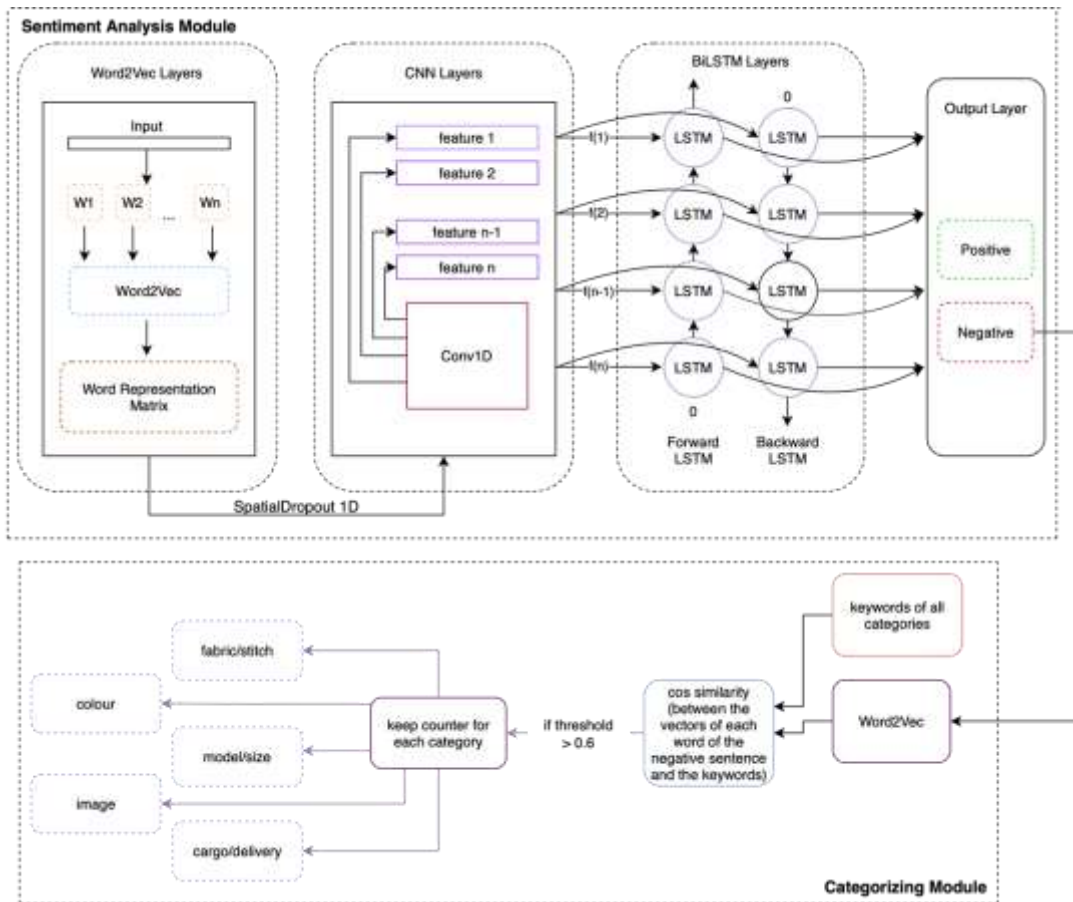 Sentiment Analysis Module
Word2Vec Layers
Input
W1
W2
...
Wn
Word2Vec
Word Representation
Matrix
SpatialDropout 1D
CNN Layers
feature 1
feature 2
feature n-1
feature n
Conv1D
BiLSTM Layers
0
f(1)
LSTM
LSTM
f(2)
LSTM
LSTM
f(n-1)
LSTM
LSTM
f(n)
LSTM
LSTM
0
Forward
LSTM
Backward
LSTM
Output Layer
Positive
Negative
keywords of all
categories
Word2Vec
cos similarity
(between the
vectors of each
word of the
negative sentence
and the keywords)
if threshold
> 0.6
keep counter for
each category
fabric/stitch
colour
model/size
image
cargo/delivery
Categorizing Module